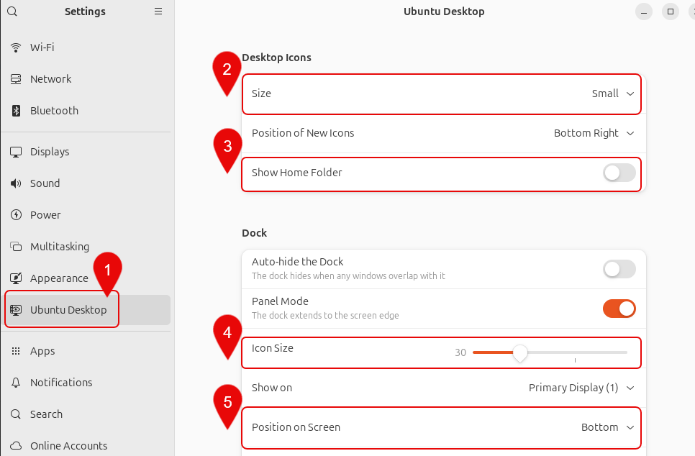 Settings
Ubuntu Desktop
Wi-Fi
Network
Bluetooth
Displays
Sound
Power
Multitasking
Appearance
1
Ubuntu Desktop
Apps
Notifications
Search
Online Accounts
Desktop Icons
2
Size Small
Position of New Icons Bottom Right
3
Show Home Folder
Dock
Auto-hide the Dock
The dock hides when any windows overlap with it
Panel Mode
The dock extends to the screen edge
4
Icon Size 30
Show on Primary Display (1)
5
Position on Screen Bottom